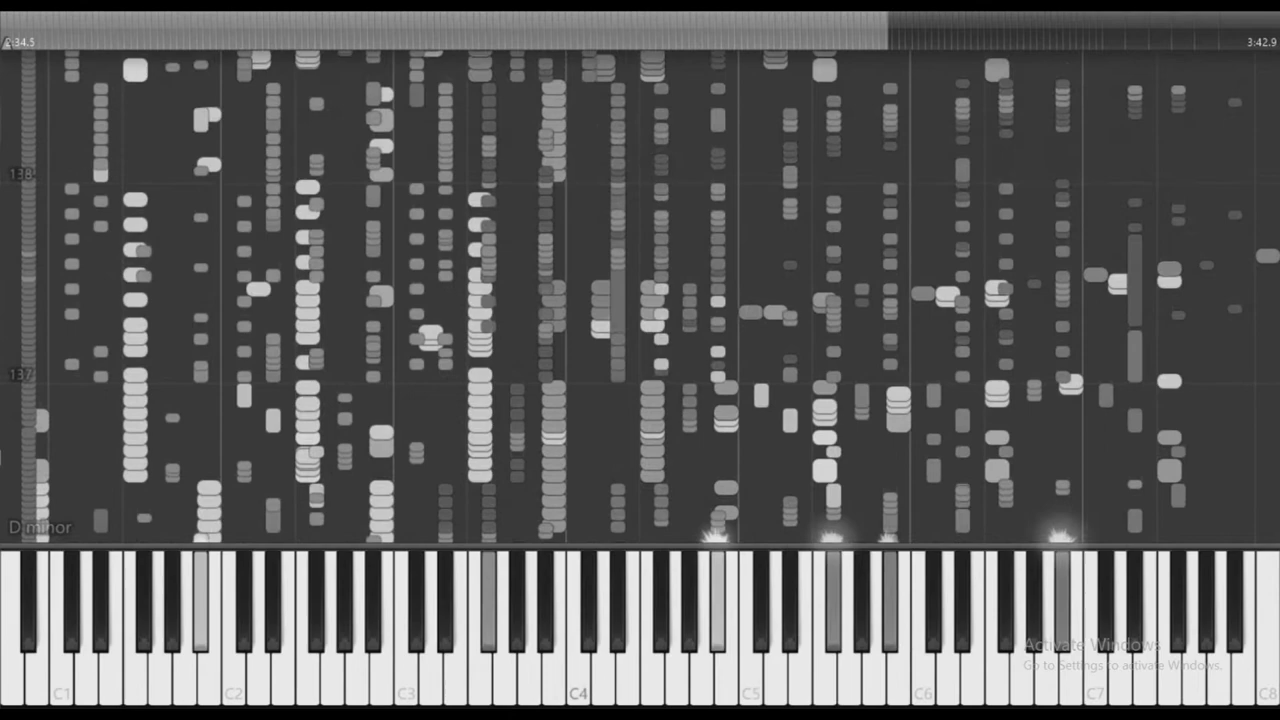 2:34.5
3:42.9
138
137
D minor
Activate Windows
Go to Settings to activate Windows.
C1 C2 C3 C4 C5 C6 C7 C8